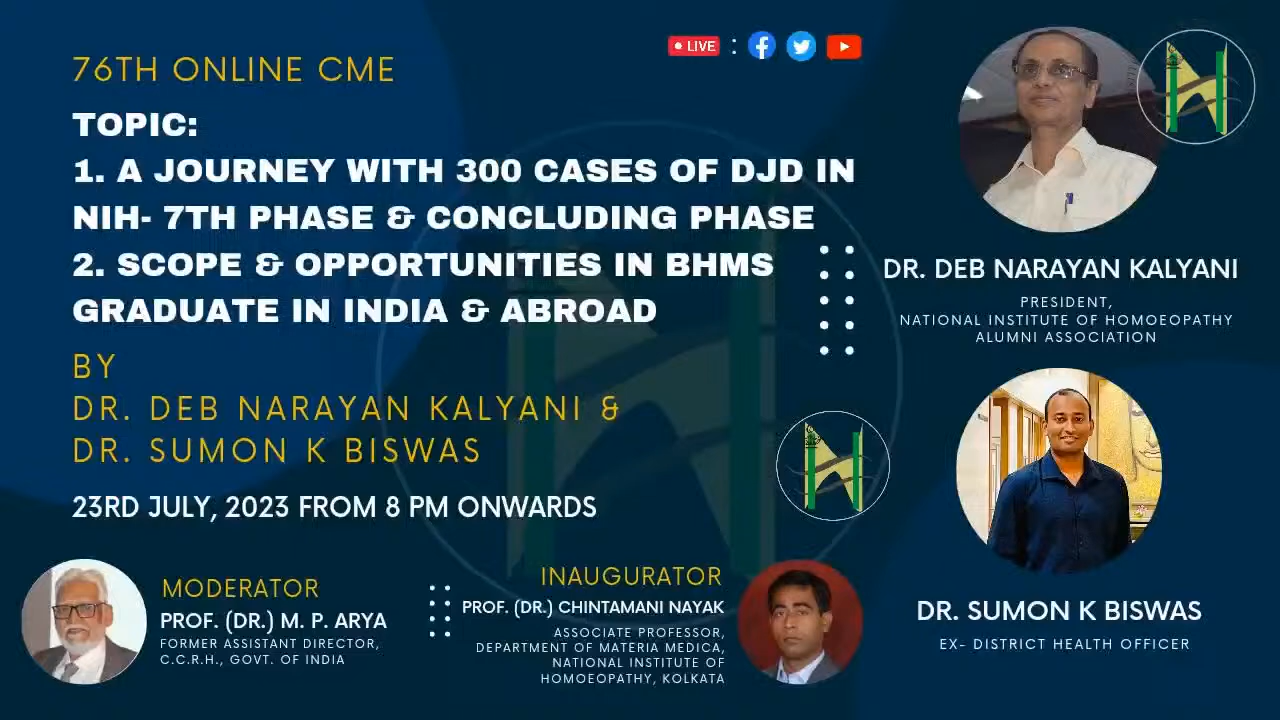 76TH ONLINE CME
LIVE :
TOPIC:
1. A JOURNEY WITH 300 CASES OF DJD IN
NIH- 7TH PHASE & CONCLUDING PHASE
2. SCOPE & OPPORTUNITIES IN BHMS
GRADUATE IN INDIA & ABROAD
BY
DR. DEB NARAYAN KALYANI &
DR. SUMON K BISWAS
23RD JULY, 2023 FROM 8 PM ONWARDS
DR. DEB NARAYAN KALYANI
PRESIDENT,
NATIONAL INSTITUTE OF HOMOEOPATHY
ALUMNI ASSOCIATION
DR. SUMON K BISWAS
EX- DISTRICT HEALTH OFFICER
MODERATOR
PROF. (DR.) M. P. ARYA
FORMER ASSISTANT DIRECTOR,
C.C.R.H., GOVT. OF INDIA
INAUGURATOR
PROF. (DR.) CHINTAMANI NAYAK
ASSOCIATE PROFESSOR,
DEPARTMENT OF MATERIA MEDICA,
NATIONAL INSTITUTE OF
HOMOEOPATHY, KOLKATA